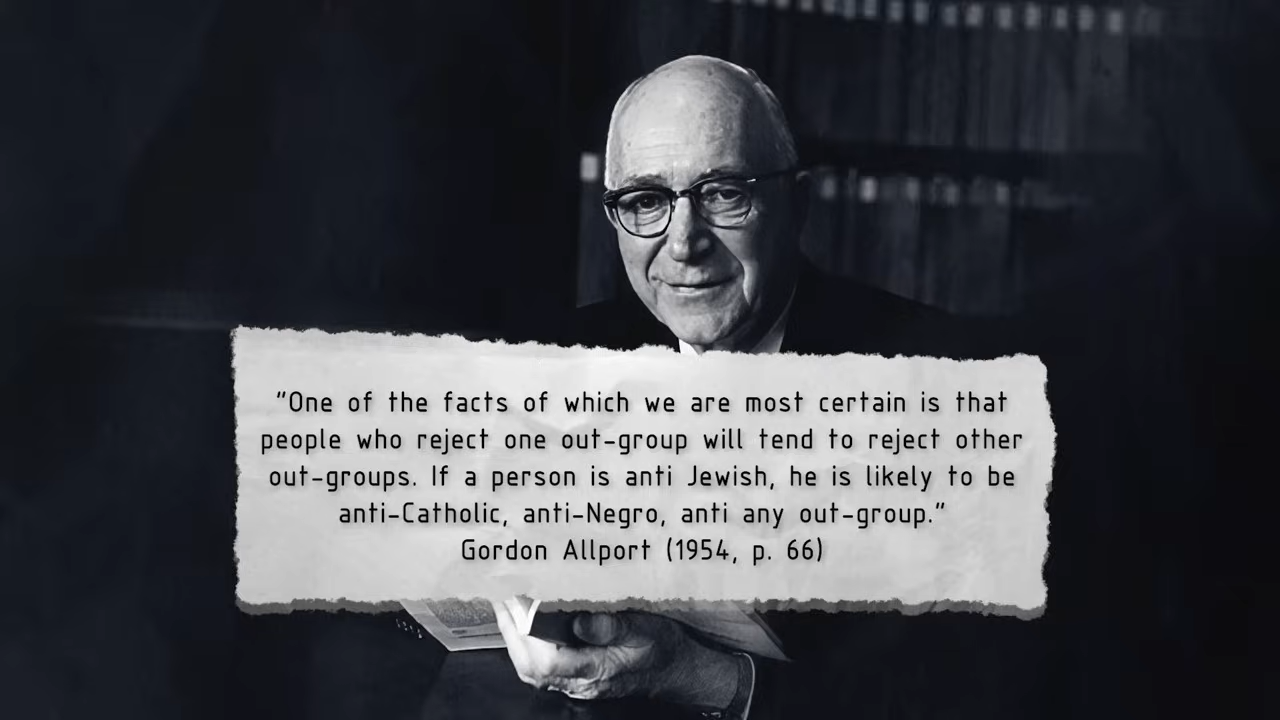 “One of the facts of which we are most certain is that
people who reject one out-group will tend to reject other
out-groups. If a person is anti Jewish, he is likely to be
anti-Catholic, anti-Negro, anti any out-group.”
Gordon Allport (1954, p. 66)